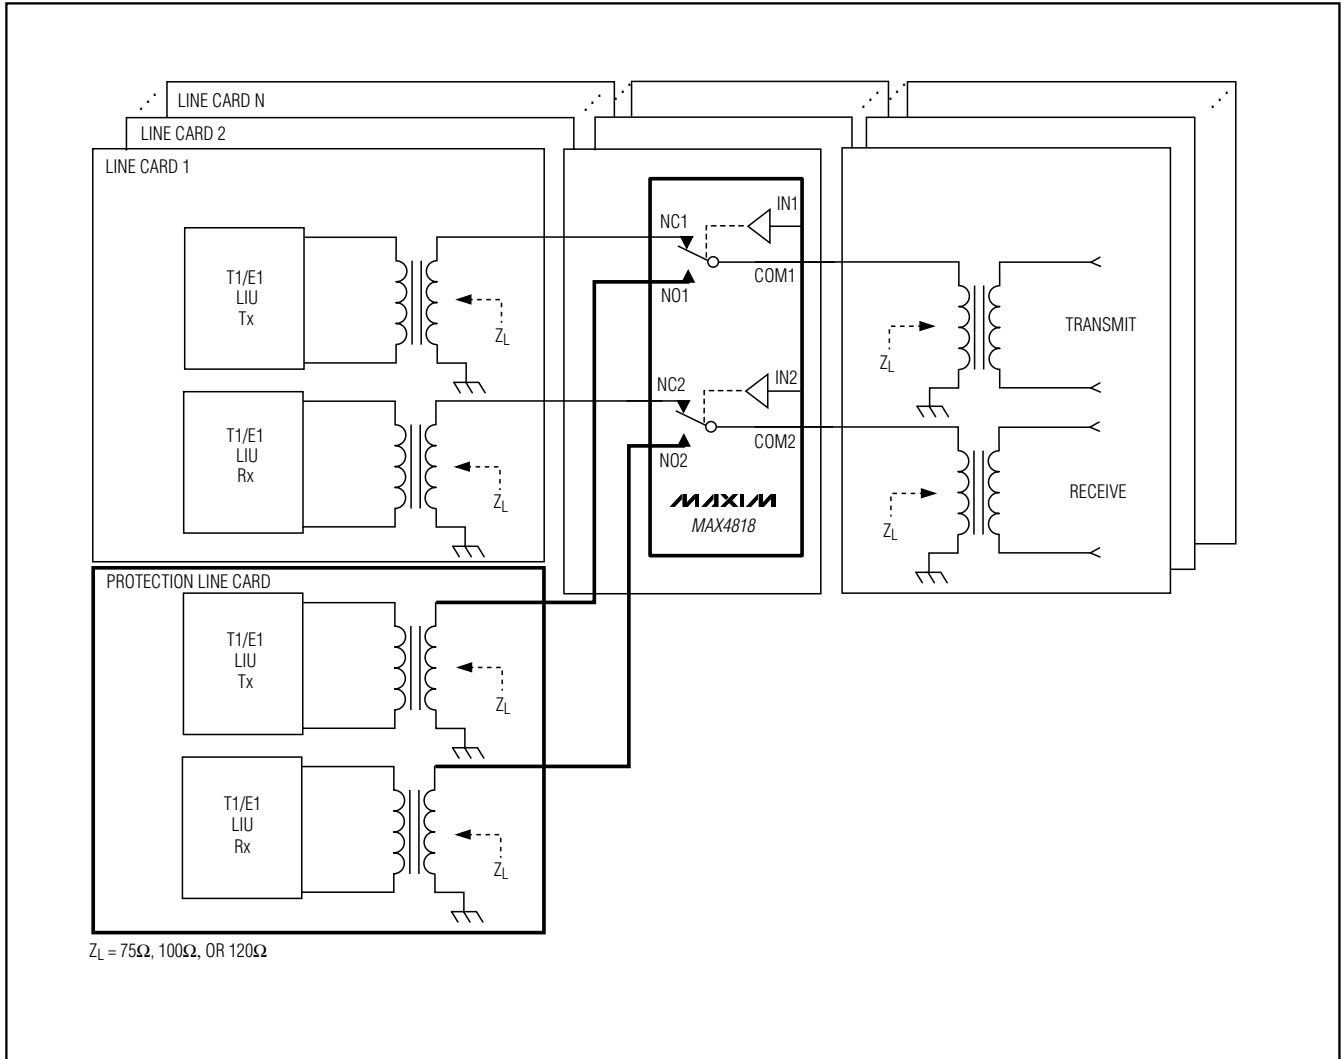 LINE CARD N
LINE CARD 2
LINE CARD 1
T1/E1
LIU
Tx
ZL
NC1
IN1
NO1
COM1
ZL
TRANSMIT
T1/E1
LIU
Rx
ZL
NC2
IN2
NO2
COM2
MAXIM
MAX4818
ZL
RECEIVE
PROTECTION LINE CARD
T1/E1
LIU
Tx
ZL
T1/E1
LIU
Rx
ZL
ZL = 75Ω, 100Ω, OR 120Ω